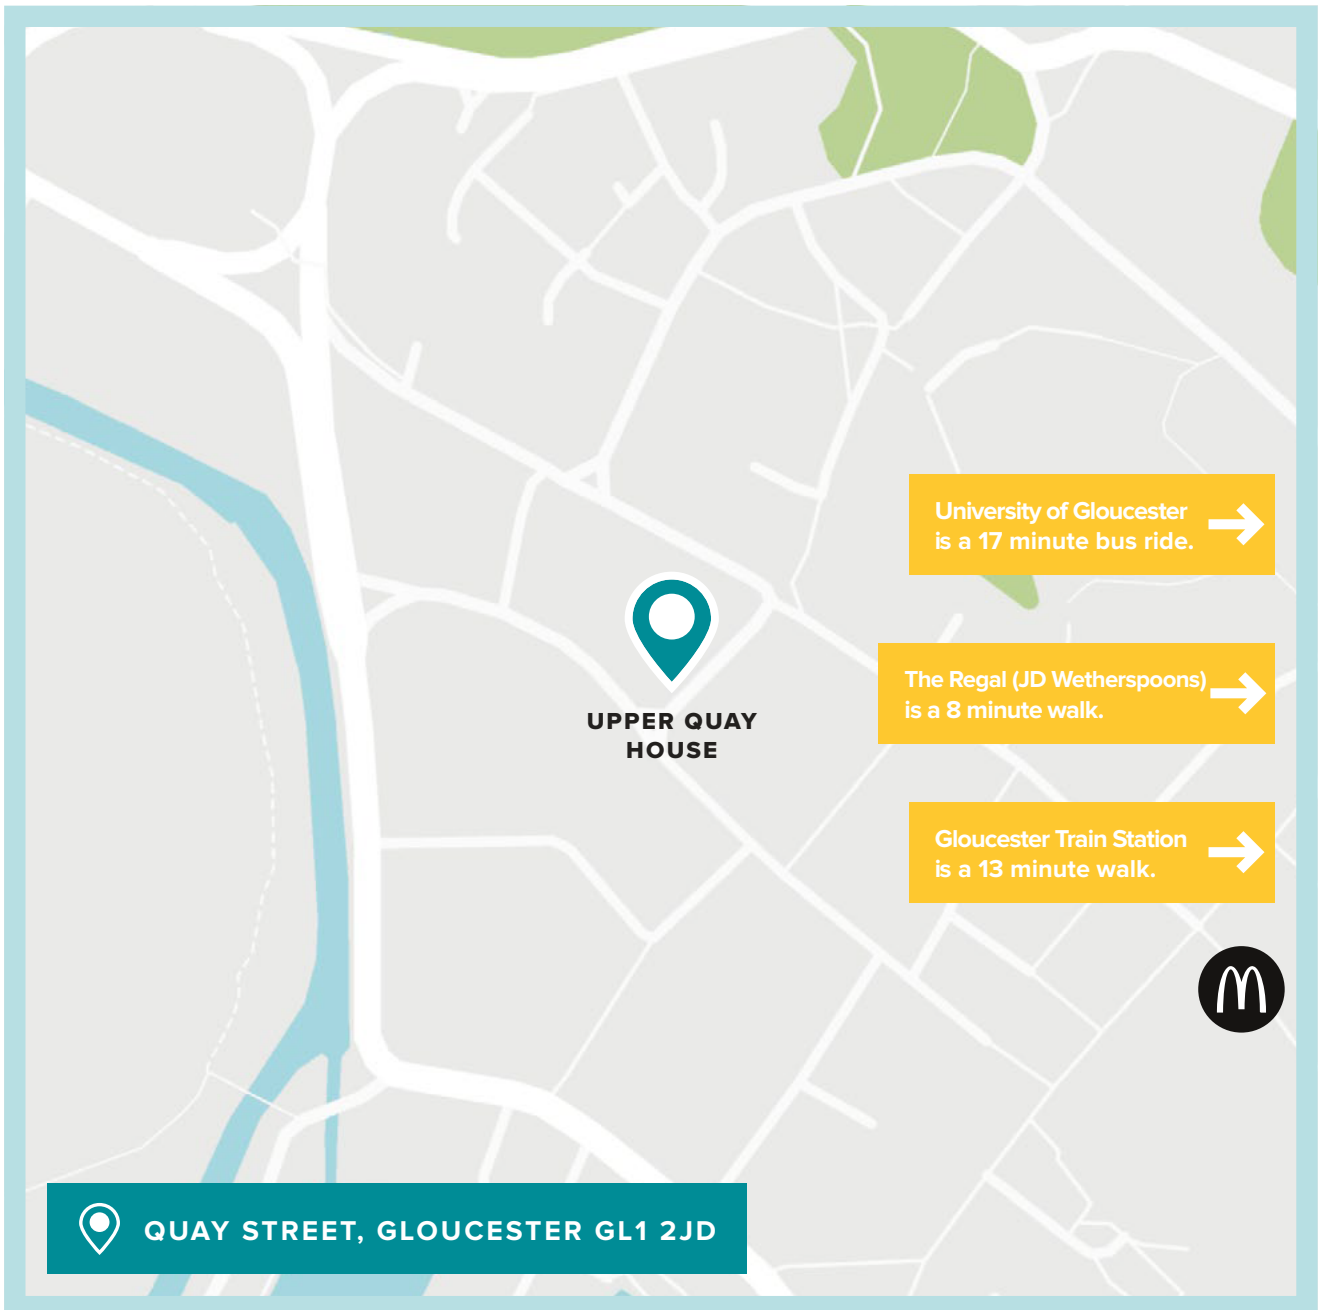 University of Gloucester
is a 17 minute bus ride.
UPPER QUAY
HOUSE
The Regal (JD Wetherspoons)
is a 8 minute walk.
Gloucester Train Station
is a 13 minute walk.
QUAY STREET, GLOUCESTER GL1 2JD